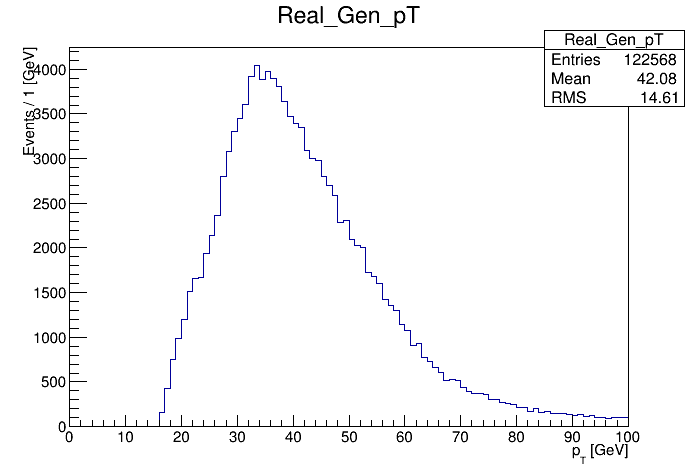 Real_Gen_pT
Real_Gen_pT
Entries 122568
Mean 42.08
RMS 14.61
Events / 1 [GeV]
4000
3500
3000
2500
2000
1500
1000
500
0
0 10 20 30 40 50 60 70 80 90 100
p_T [GeV]